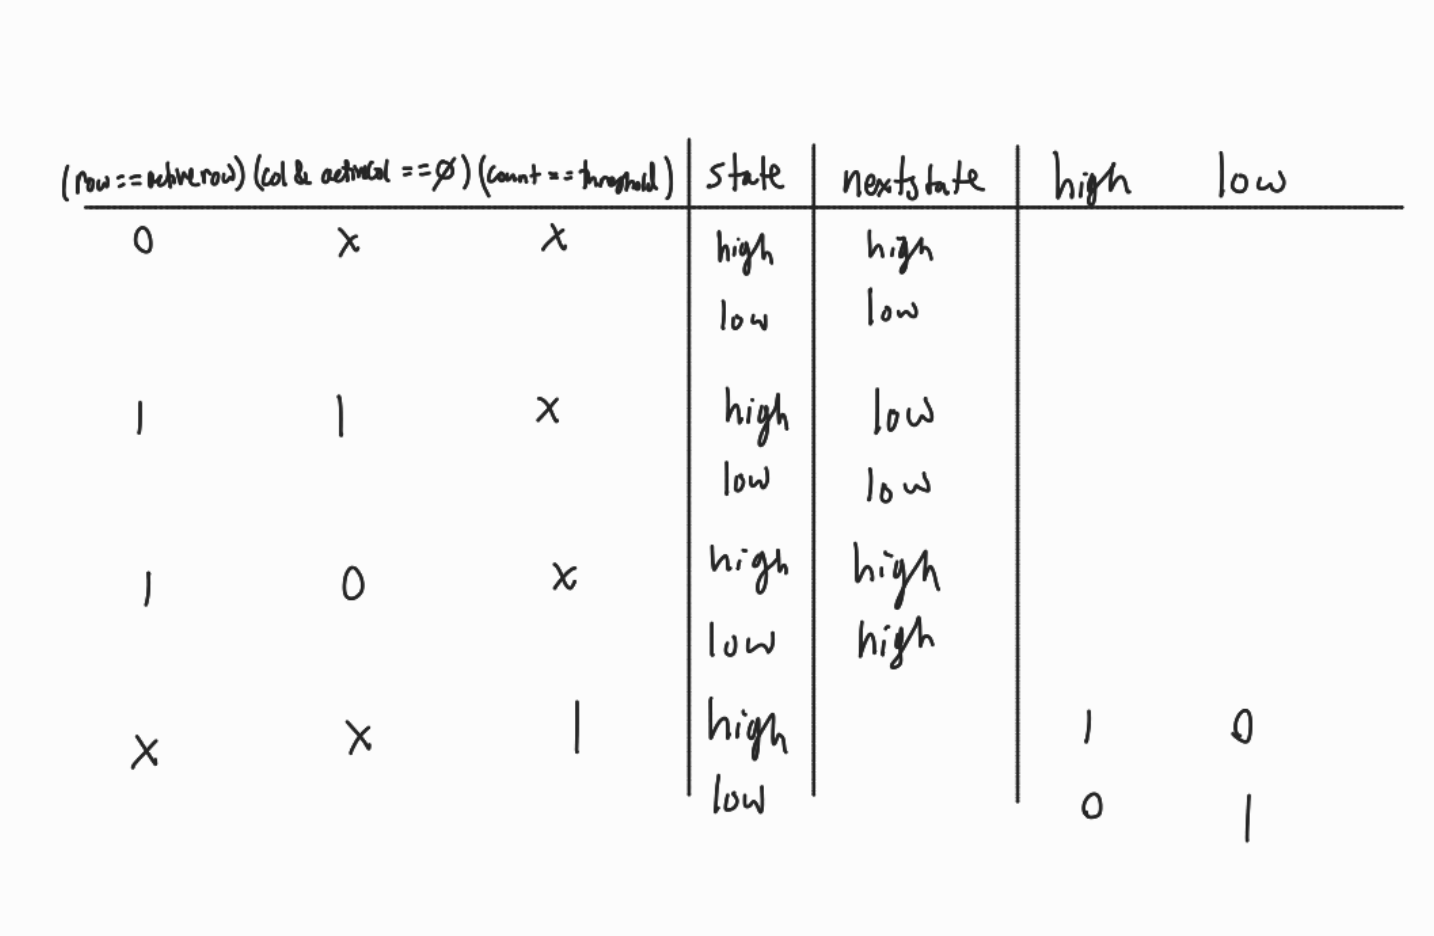 (row==activerow) (col & activecol ==∅) (count == threshold) state nextstate high low
0 x x high high
low low
1 1 x high low
low low
1 0 x high high
low high
x x 1 high 1 0
low 0 1